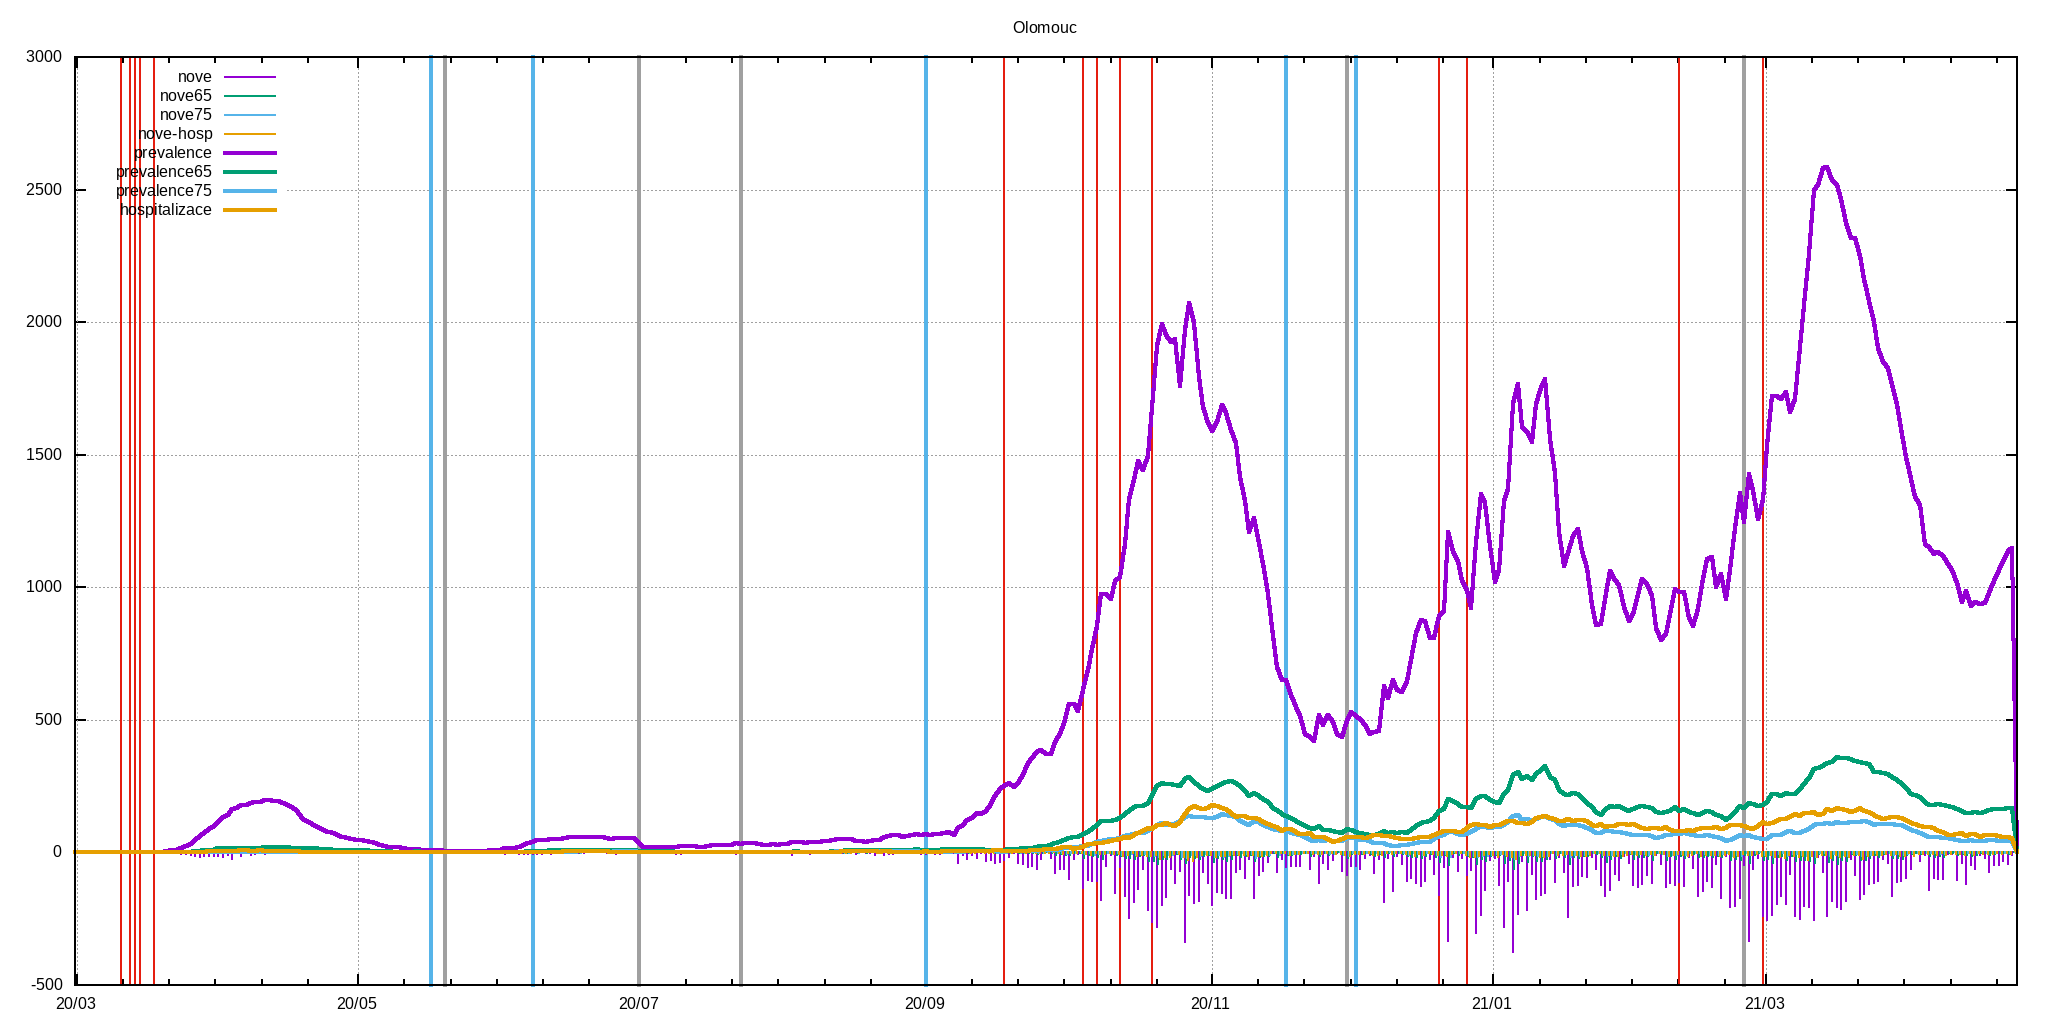 Olomouc
3000
2500
2000
1500
1000
500
0
-500
nove
nove65
nove75
nove-hosp
prevalence
prevalence65
prevalence75
hospitalizace
20/03 20/05 20/07 20/09 20/11 21/01 21/03